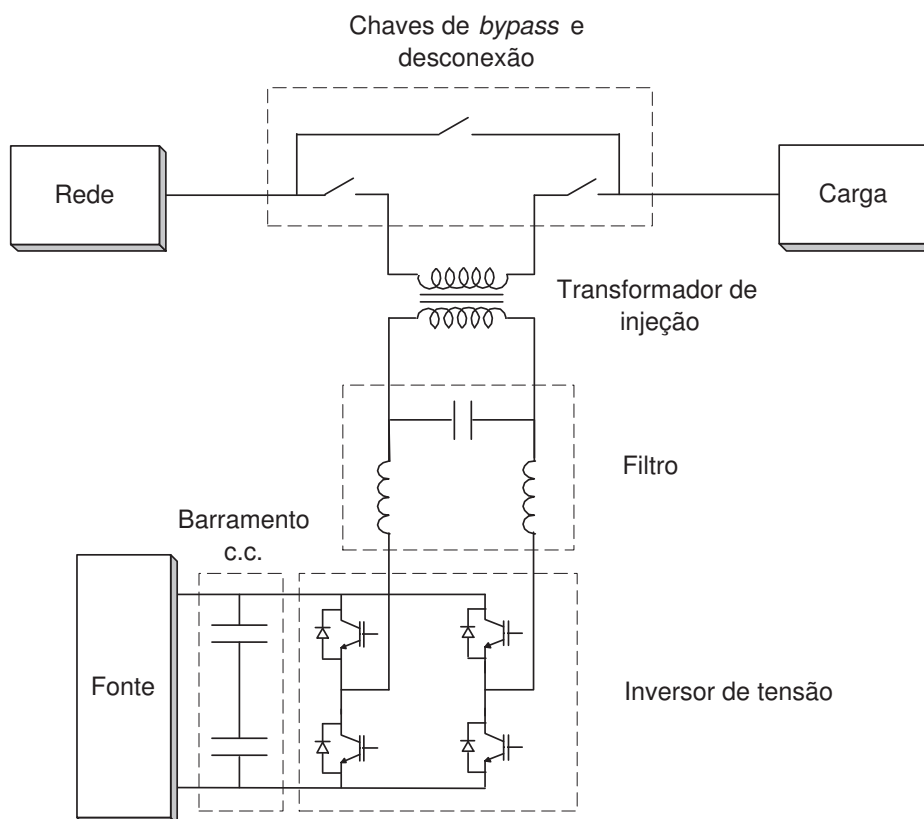 Chaves de bypass e
desconexão
Rede
Carga
Transformador de
injeção
Filtro
Barramento
c.c.
Fonte
Inversor de tensão